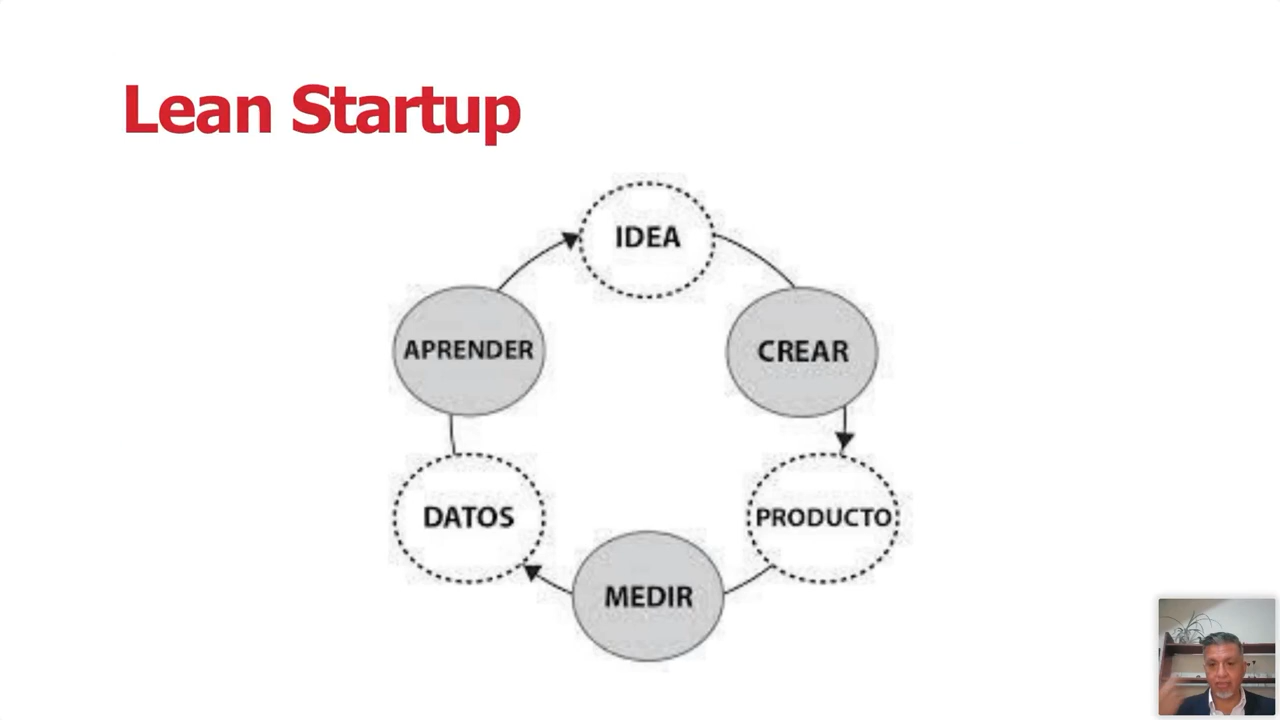 Lean Startup
IDEA
CREAR
PRODUCTO
MEDIR
DATOS
APRENDER